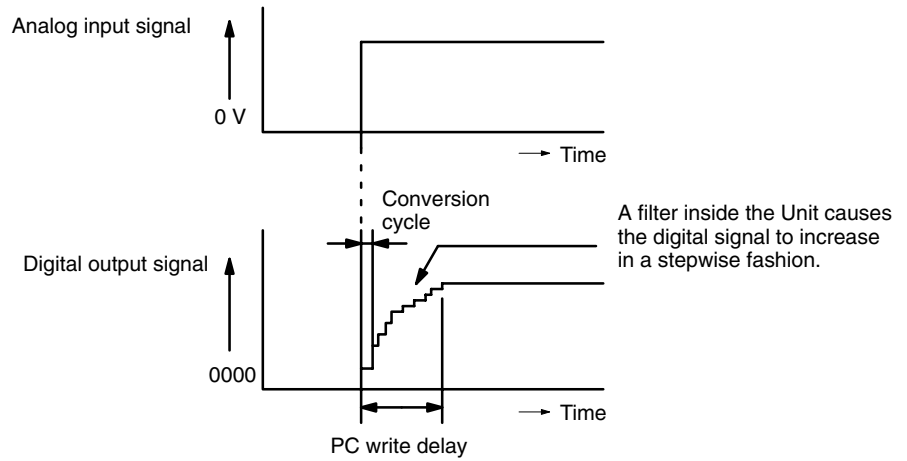 Analog input signal
0 V
Time
Conversion
cycle
A filter inside the Unit causes
the digital signal to increase
in a stepwise fashion.
Digital output signal
0000
Time
PC write delay